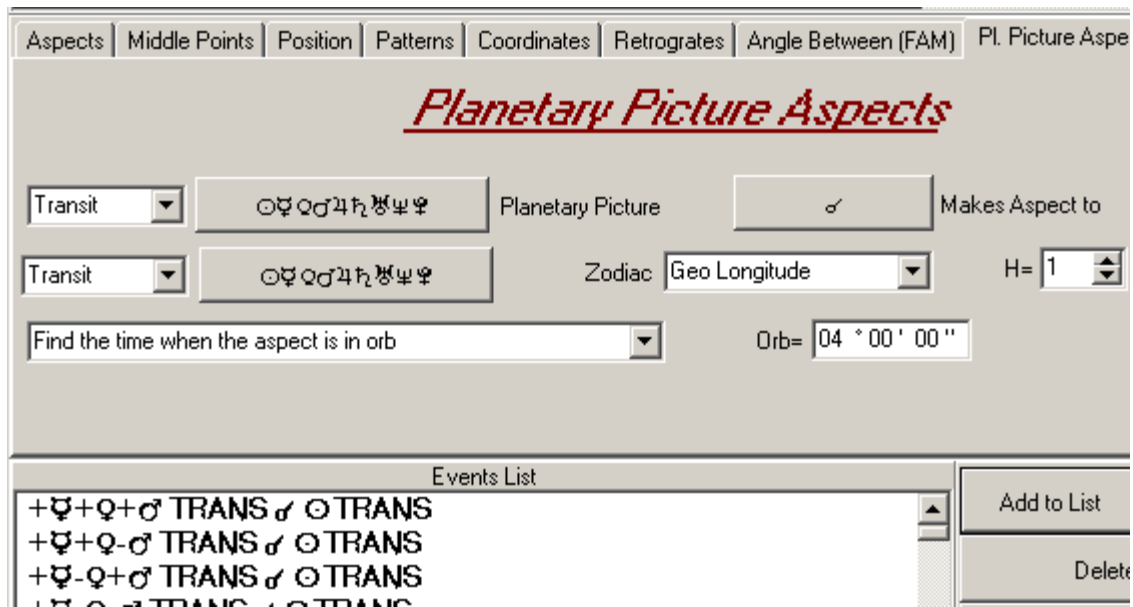 Aspects Middle Points Position Patterns Coordinates Retrogrates Angle Between (FAM) Pl. Picture Aspe
Planetary Picture Aspects
Transit ☉☿♀♂♃♄♅♆♇ Planetary Picture ☌ Makes Aspect to
Transit ☉☿♀♂♃♄♅♆♇ Zodiac Geo Longitude H= 1
Find the time when the aspect is in orb Orb= 04 °00 ' 00 "
Events List
+☿+♀+♂ TRANS ☌ ☉ TRANS
Add to List
+☿+♀-♂ TRANS ☌ ☉ TRANS
+☿-♀+♂ TRANS ☌ ☉ TRANS
Delete